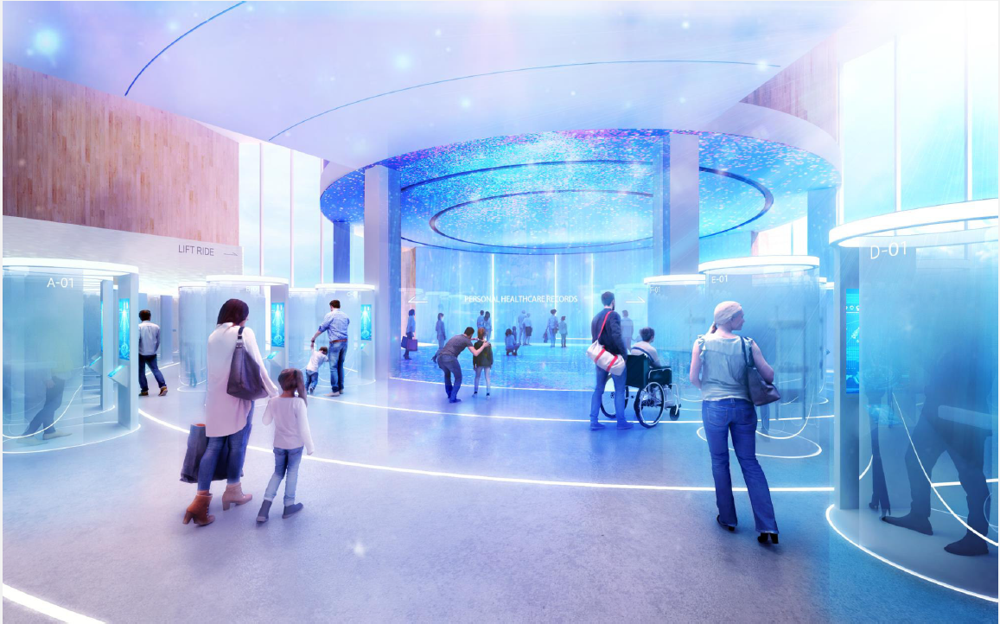 LIFT RIDE
A-01
PERSONAL HEALTHCARE RECORDS
E-01
D-01